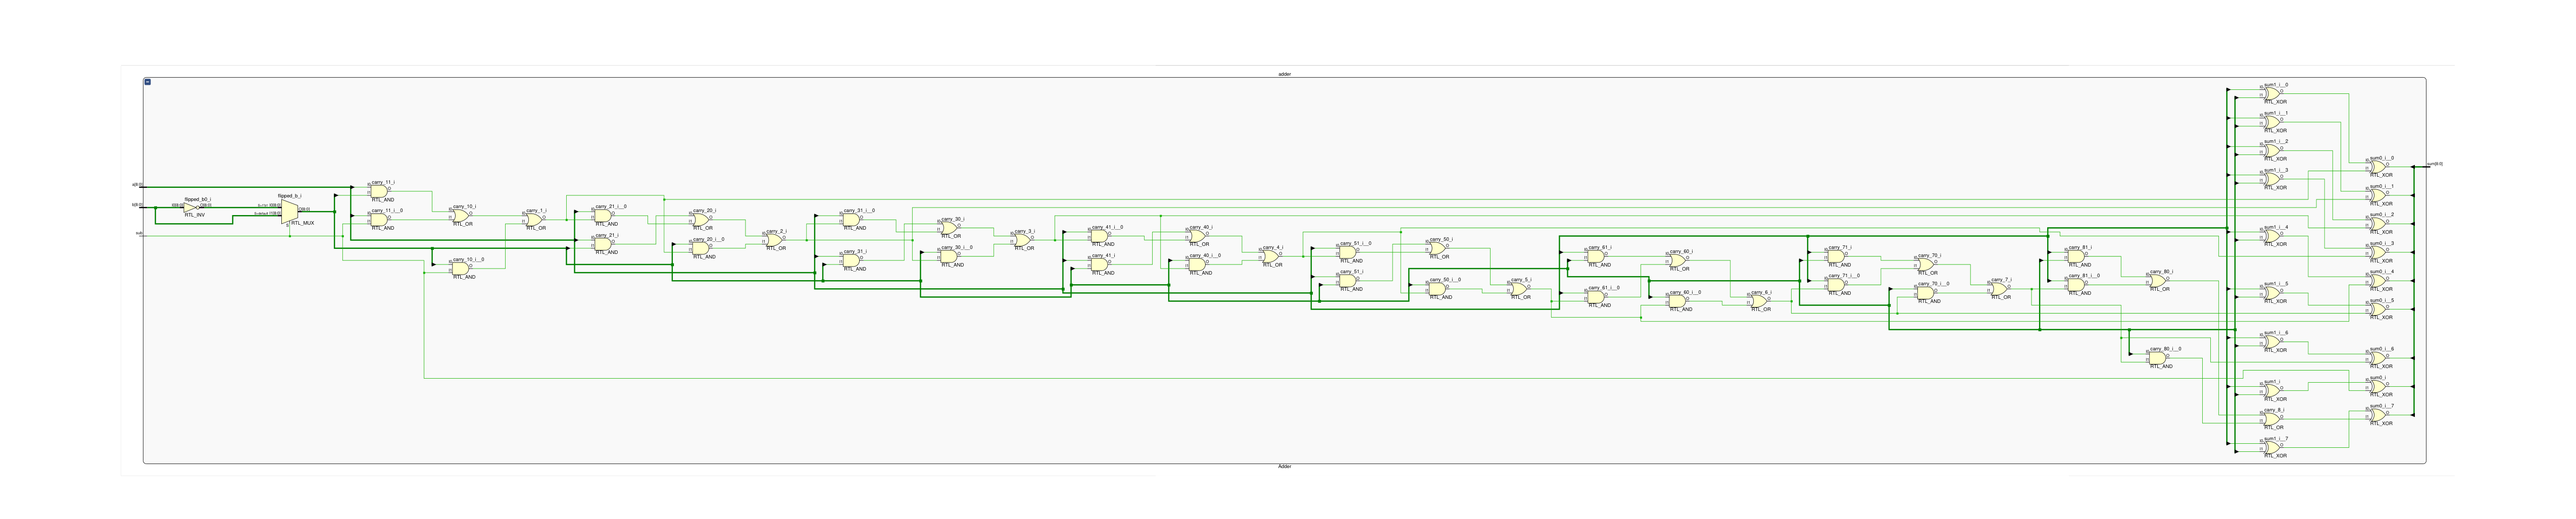 adder
a[8:0]
b[8:0]
sub
flipped_b0_i
RTL_INV
flipped_b_i
RTL_MUX
carry_11_i
RTL_AND
carry_11_i__0
RTL_AND
carry_10_i
RTL_OR
carry_10_i__0
RTL_AND
carry_1_i
RTL_OR
carry_21_i__0
RTL_AND
carry_21_i
RTL_AND
carry_20_i
RTL_OR
carry_20_i__0
RTL_AND
carry_2_i
RTL_OR
carry_31_i__0
RTL_AND
carry_31_i
RTL_AND
carry_30_i
RTL_OR
carry_30_i__0
RTL_AND
carry_3_i
RTL_OR
carry_41_i__0
RTL_AND
carry_41_i
RTL_AND
carry_40_i
RTL_OR
carry_40_i__0
RTL_AND
carry_4_i
RTL_OR
carry_51_i__0
RTL_AND
carry_51_i
RTL_AND
carry_50_i
RTL_OR
carry_50_i__0
RTL_AND
carry_5_i
RTL_OR
carry_61_i
RTL_AND
carry_61_i__0
RTL_AND
carry_60_i
RTL_OR
carry_60_i__0
RTL_AND
carry_6_i
RTL_OR
carry_71_i
RTL_AND
carry_71_i__0
RTL_AND
carry_70_i
RTL_OR
carry_70_i__0
RTL_AND
carry_7_i
RTL_OR
carry_81_i
RTL_AND
carry_81_i__0
RTL_AND
carry_80_i
RTL_OR
carry_80_i__0
RTL_AND
sum1_i__0
RTL_XOR
sum1_i__1
RTL_XOR
sum1_i__2
RTL_XOR
sum1_i__3
RTL_XOR
sum1_i__4
RTL_XOR
sum1_i__5
RTL_XOR
sum1_i__6
RTL_XOR
sum1_i
RTL_XOR
carry_8_i
RTL_OR
sum1_i__7
RTL_XOR
sum0_i__0
RTL_XOR
sum0_i__1
RTL_XOR
sum0_i__2
RTL_XOR
sum0_i__3
RTL_XOR
sum0_i__4
RTL_XOR
sum0_i__5
RTL_XOR
sum0_i__6
RTL_XOR
sum0_i
RTL_XOR
sum0_i__7
RTL_XOR
sum[8:0]
Adder